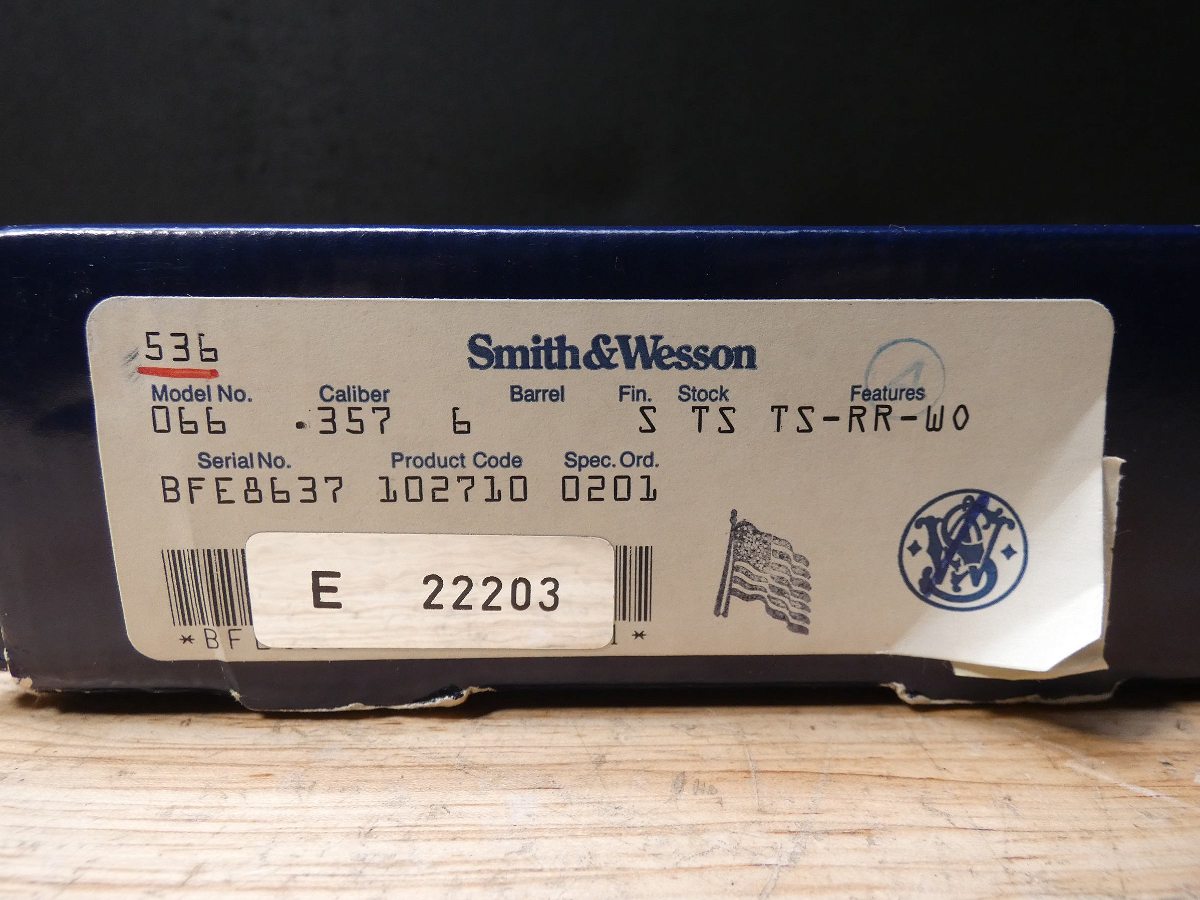 536
Smith&Wesson
Model No. Caliber Barrel Fin. Stock Features
066 .357 6 S TS TS-RR-WO
Serial No. Product Code Spec. Ord.
BFE8637 102710 0201
E 22203